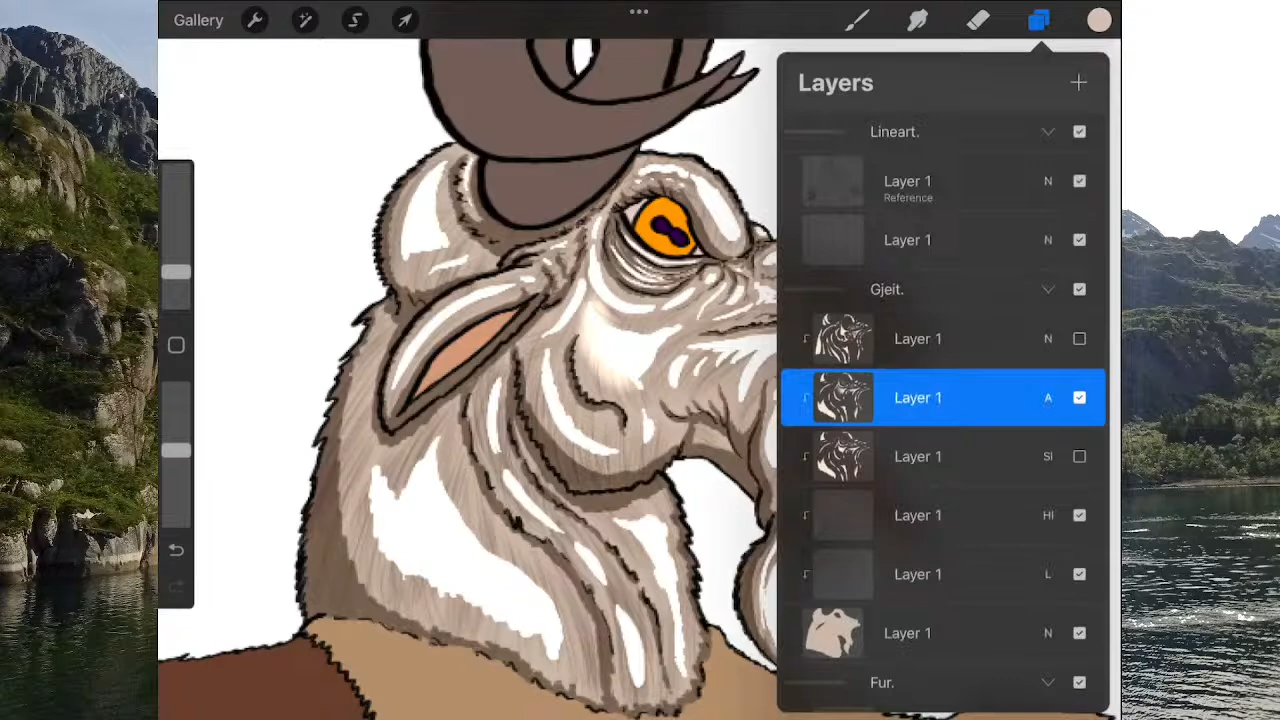 Gallery
Layers
Lineart.
Layer 1 N
Reference
Layer 1 N
Gjeit.
Layer 1 N
Layer 1 A
Layer 1 Sl
Layer 1 Hl
Layer 1 L
Layer 1 N
Fur.